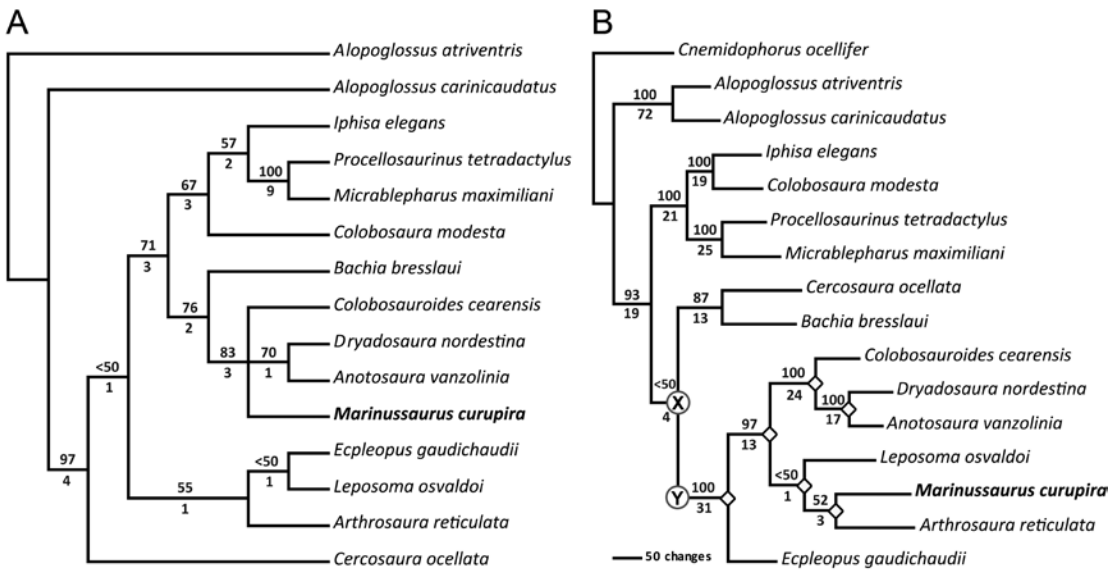 A
Alopoglossus atriventris
Alopoglossus carinicaudatus
Iphisa elegans
57
2
Procellosaurinus tetradactylus
100
9
Micrablepharus maximiliani
67
3
Colobosaura modesta
71
3
Bachia bresslaui
76
2
Colobosauroides cearensis
83
3
Dryadosaura nordestina
70
1
Anotosaura vanzolinia
<50
1
Marinussaurus curupira
97
4
Ecpleopus gaudichaudii
<50
1
Leposoma osvaldoi
55
1
Arthrosaura reticulata
Cercosaura ocellata
B
Cnemidophorus ocellifer
Alopoglossus atriventris
100
72
Alopoglossus carinicaudatus
Iphisa elegans
100
19
Colobosaura modesta
100
21
Procellosaurinus tetradactylus
100
25
Micrablepharus maximiliani
93
19
Cercosaura ocellata
87
13
Bachia bresslaui
<50
X
4
Colobosauroides cearensis
100
24
Dryadosaura nordestina
100
17
Anotosaura vanzolinia
97
13
Leposoma osvaldoi
<50
1
Marinussaurus curupira
52
3
Arthrosaura reticulata
Y
100
31
Ecpleopus gaudichaudii
50 changes